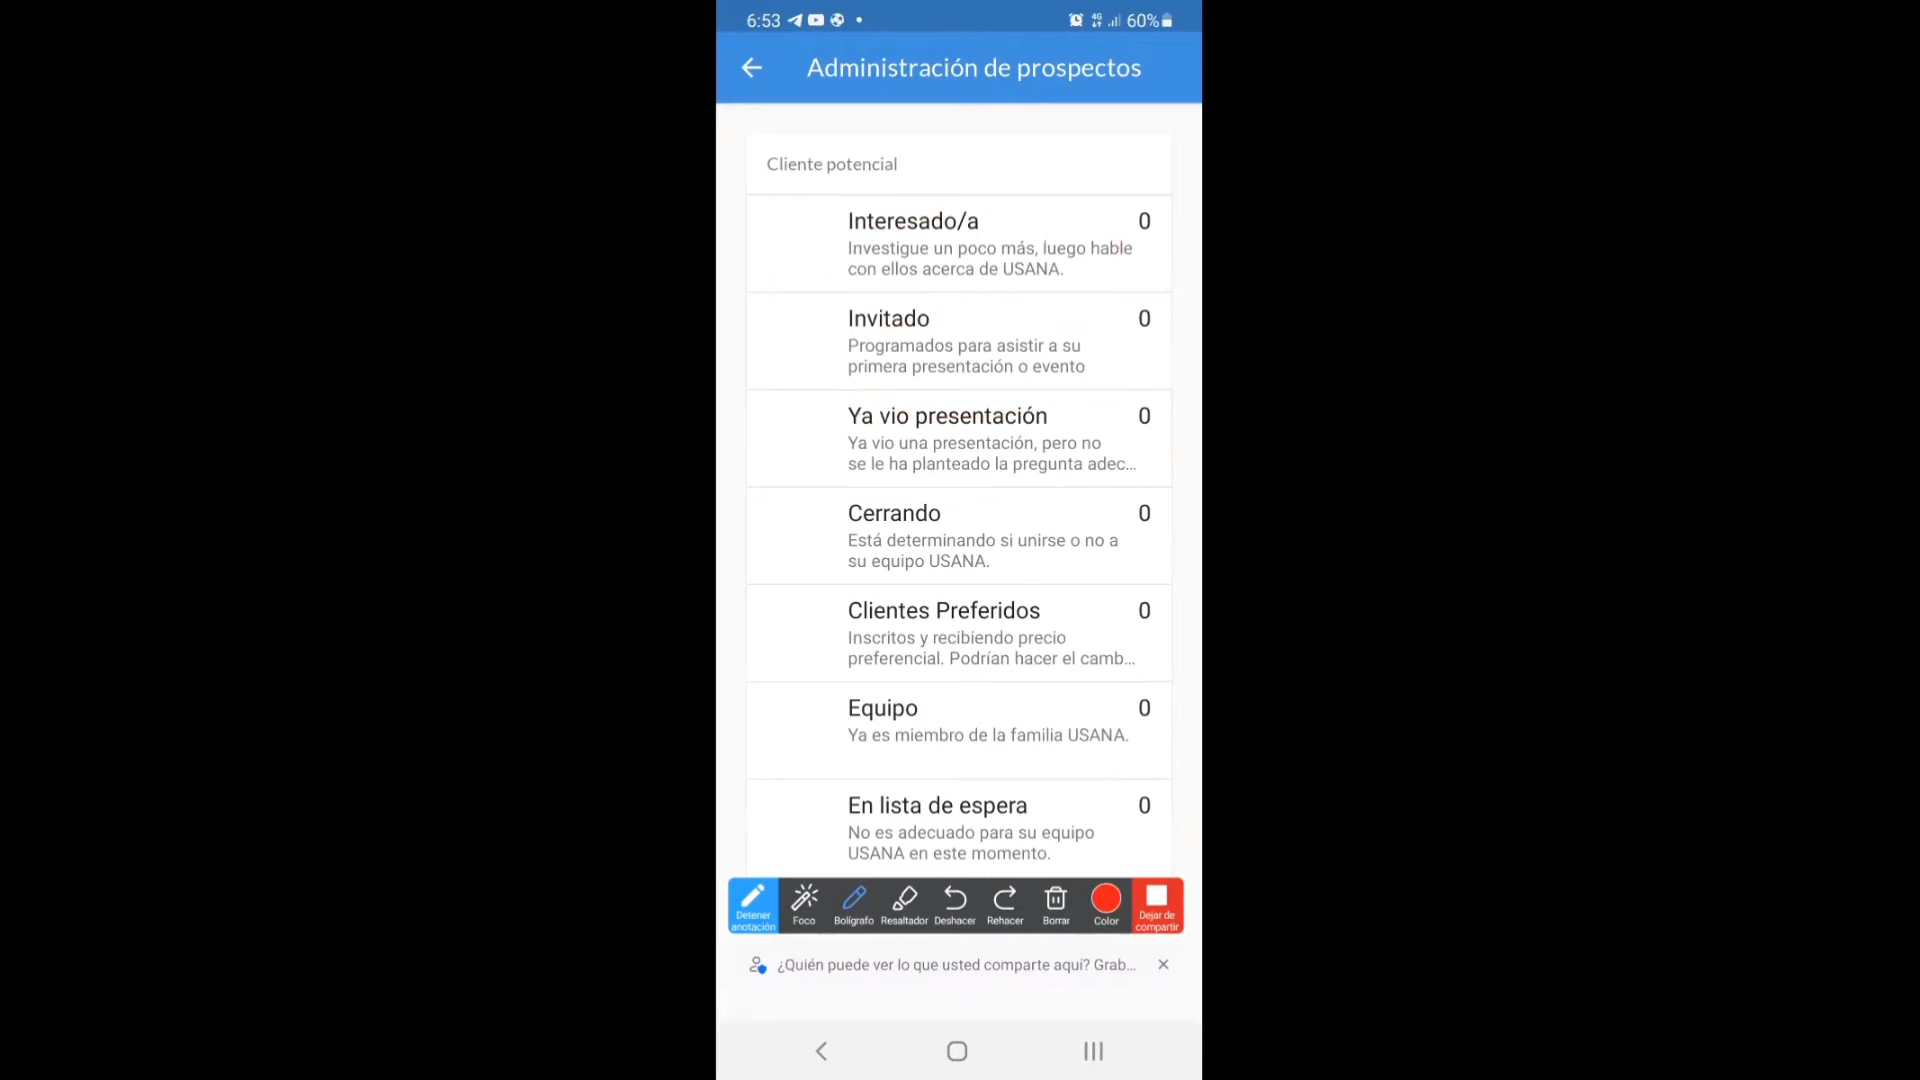 6:53
4G
60%
Administración de prospectos
Cliente potencial
Interesado/a 0
Investigue un poco más, luego hable
con ellos acerca de USANA.
Invitado 0
Programados para asistir a su
primera presentación o evento
Ya vio presentación 0
Ya vio una presentación, pero no
se le ha planteado la pregunta adec...
Cerrando 0
Está determinando si unirse o no a
su equipo USANA.
Clientes Preferidos 0
Inscritos y recibiendo precio
preferencial. Podrían hacer el camb...
Equipo 0
Ya es miembro de la familia USANA.
En lista de espera 0
No es adecuado para su equipo
USANA en este momento.
Detener
anotación
Foco
Bolígrafo
Resaltador
Deshacer
Rehacer
Borrar
Color
Dejar de
compartir
¿Quién puede ver lo que usted comparte aquí? Grab...